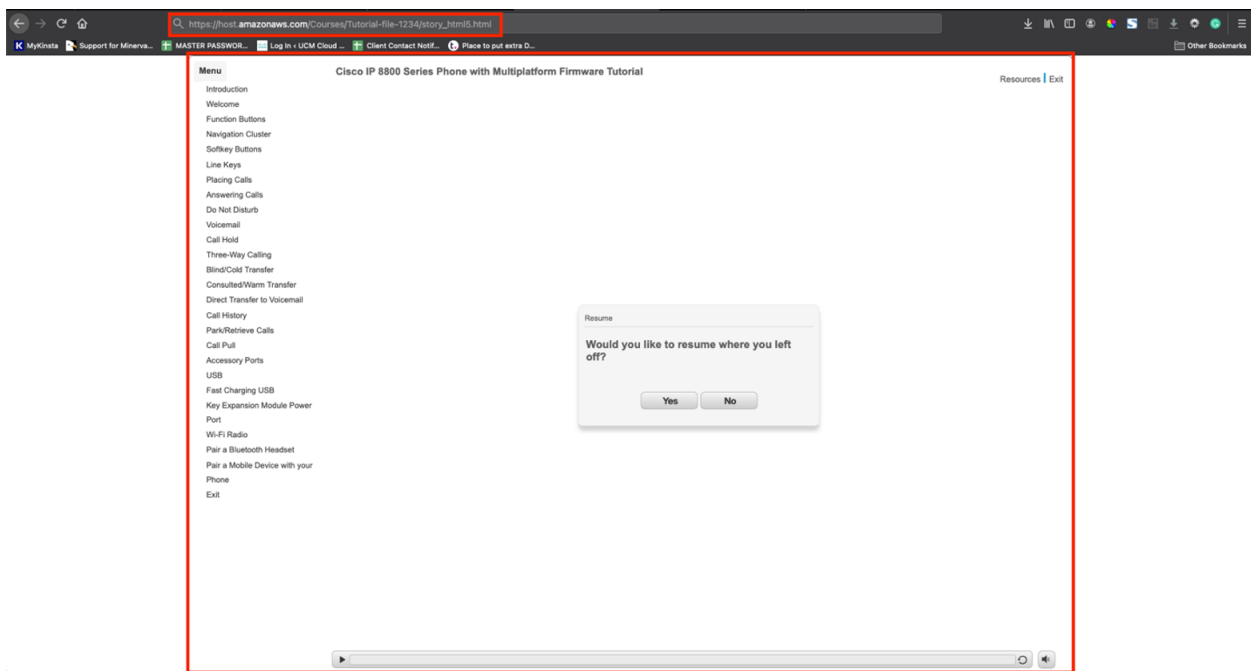 https://host.amazonaws.com/Courses/Tutorial-file-1234/story_html5.html
MyKinsta Support for Minerva... MASTER PASSWOR... Log In ‹ UCM Cloud ... Client Contact Notif... Place to put extra D... Other Bookmarks
Menu
Cisco IP 8800 Series Phone with Multiplatform Firmware Tutorial
Resources Exit
Introduction
Welcome
Function Buttons
Navigation Cluster
Softkey Buttons
Line Keys
Placing Calls
Answering Calls
Do Not Disturb
Voicemail
Call Hold
Three-Way Calling
Blind/Cold Transfer
Consulted/Warm Transfer
Direct Transfer to Voicemail
Call History
Park/Retrieve Calls
Call Pull
Accessory Ports
USB
Fast Charging USB
Key Expansion Module Power
Port
Wi-Fi Radio
Pair a Bluetooth Headset
Pair a Mobile Device with your
Phone
Exit
Resume
Would you like to resume where you left
off?
Yes No